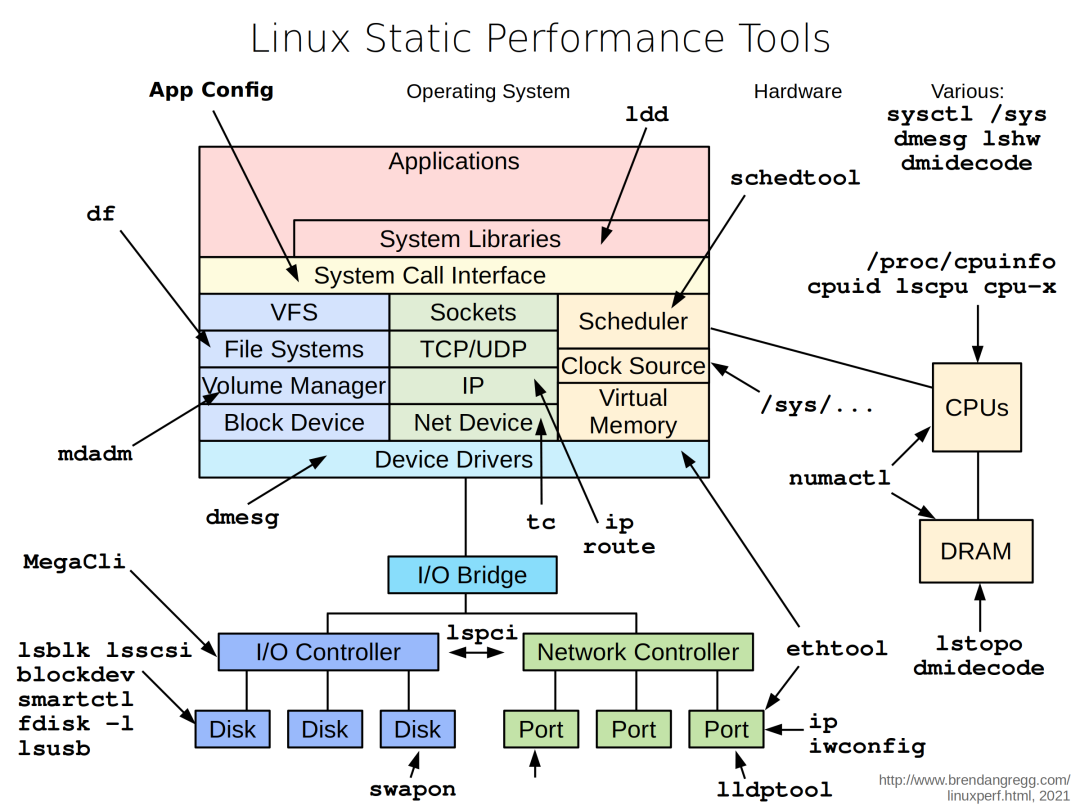 Linux Static Performance Tools
App Config
Operating System
Hardware
Various:
sysctl /sys
dmesg lshw
dmidecode
ldd
Applications
schedtool
df
System Libraries
System Call Interface
/proc/cpuinfo
cpuid lscpu cpu-x
VFS
Sockets
Scheduler
File Systems
TCP/UDP
Clock Source
Volume Manager
IP
Virtual
Memory
Block Device
Net Device
/sys/...
CPUs
mdadm
Device Drivers
numactl
dmesg
tc
ip
route
DRAM
MegaCli
I/O Bridge
lspci
I/O Controller
Network Controller
ethtool
lstopo
dmidecode
lsblk lsscsi
blockdev
smartctl
fdisk -l
lsusb
Disk
Disk
Disk
Port
Port
Port
ip
iwconfig
swapon
lldptool
http://www.brendangregg.com/
linuxperf.html, 2021